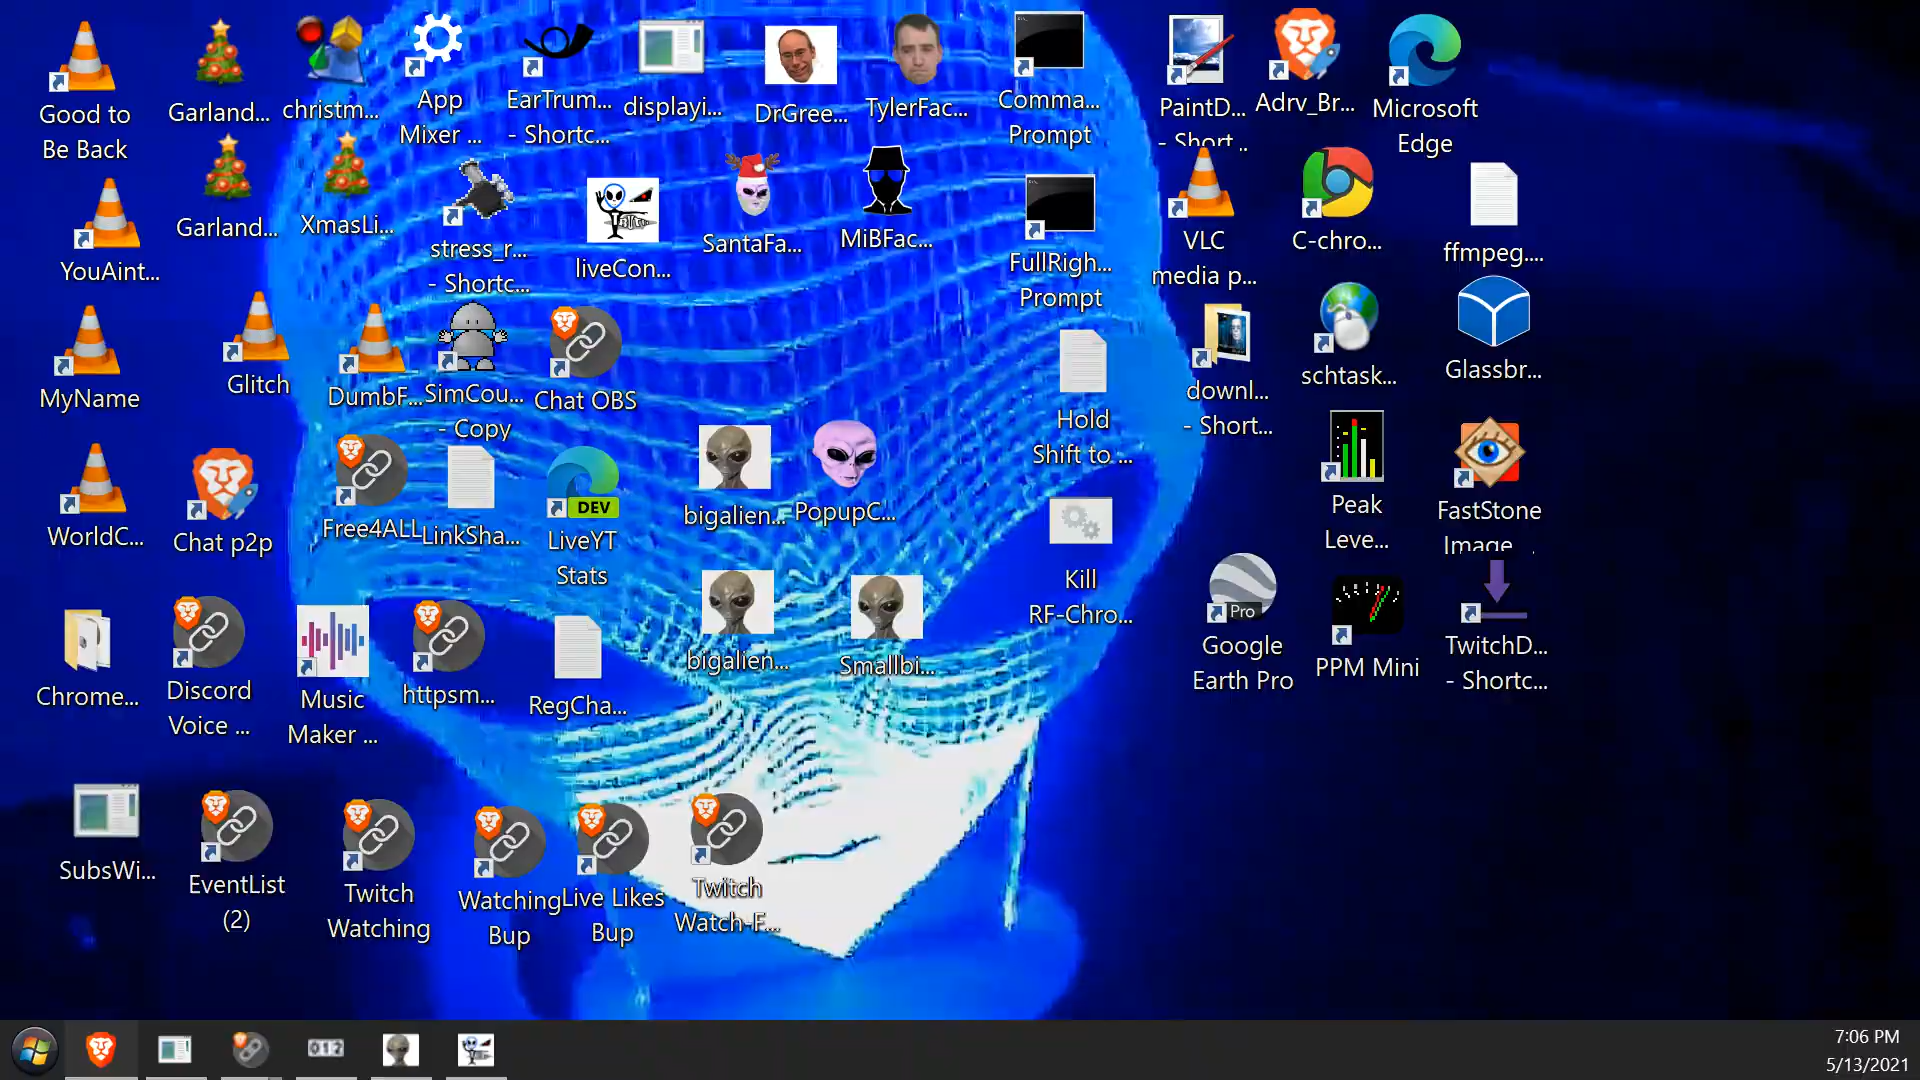 Good to
Be Back
Garland...
christm...
App
Mixer ...
EarTrum...
- Shortc...
displayi...
DrGree...
TylerFac...
Comma...
Prompt
PaintD...
- Short...
Adrv_Br...
Microsoft
Edge
YouAint...
Garland...
XmasLi...
stress_r...
- Shortc...
liveCon...
SantaFa...
MiBFac...
FullRigh...
Prompt
VLC
media p...
C-chro...
ffmpeg....
MyName
Glitch
DumbF...
SimCou...
- Copy
Chat OBS
Hold
Shift to ...
downl...
- Short...
schtask...
Glassbr...
WorldC...
Chat p2p
Free4ALL
LinkSha...
DEV
LiveYT
Stats
bigalien...
PopupC...
Kill
RF-Chro...
Peak
Leve...
FastStone
Image ...
Chrome...
Discord
Voice ...
Music
Maker ...
httpsm...
RegCha...
bigalien...
Smallbi...
Pro
Google
Earth Pro
PPM Mini
TwitchD...
- Shortc...
SubsWi...
EventList
(2)
Twitch
Watching
Watching
Bup
Live Likes
Bup
Twitch
Watch-F...
012
7:06 PM
5/13/2021